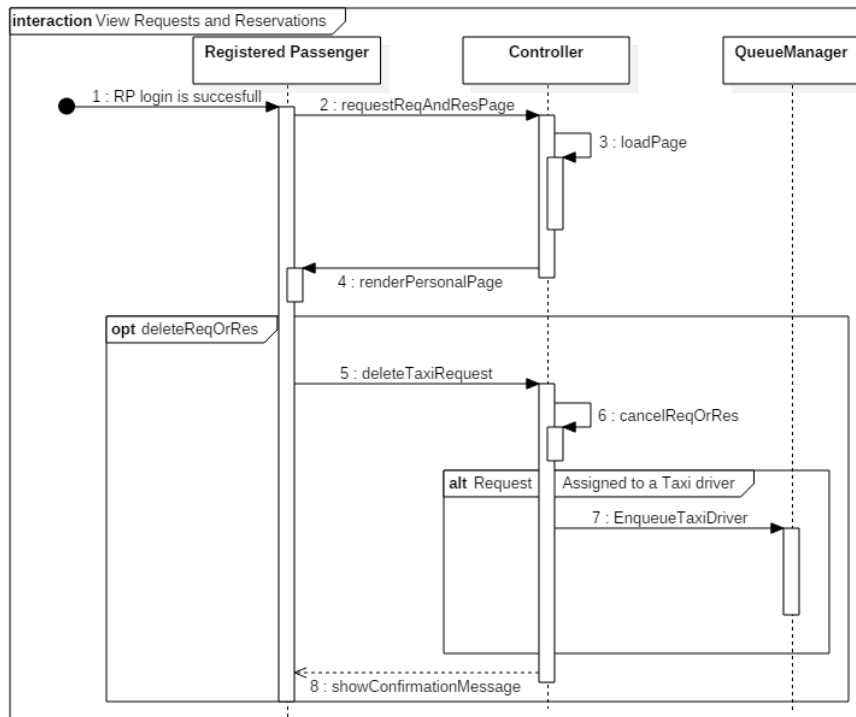 interaction View Requests and Reservations
Registered Passenger
Controller
QueueManager
1 : RP login is succesfull
2 : requestReqAndResPage
3 : loadPage
4 : renderPersonalPage
opt deleteReqOrRes
5 : deleteTaxiRequest
6 : cancelReqOrRes
alt Request Assigned to a Taxi driver
7 : EnqueueTaxiDriver
8 : showConfirmationMessage